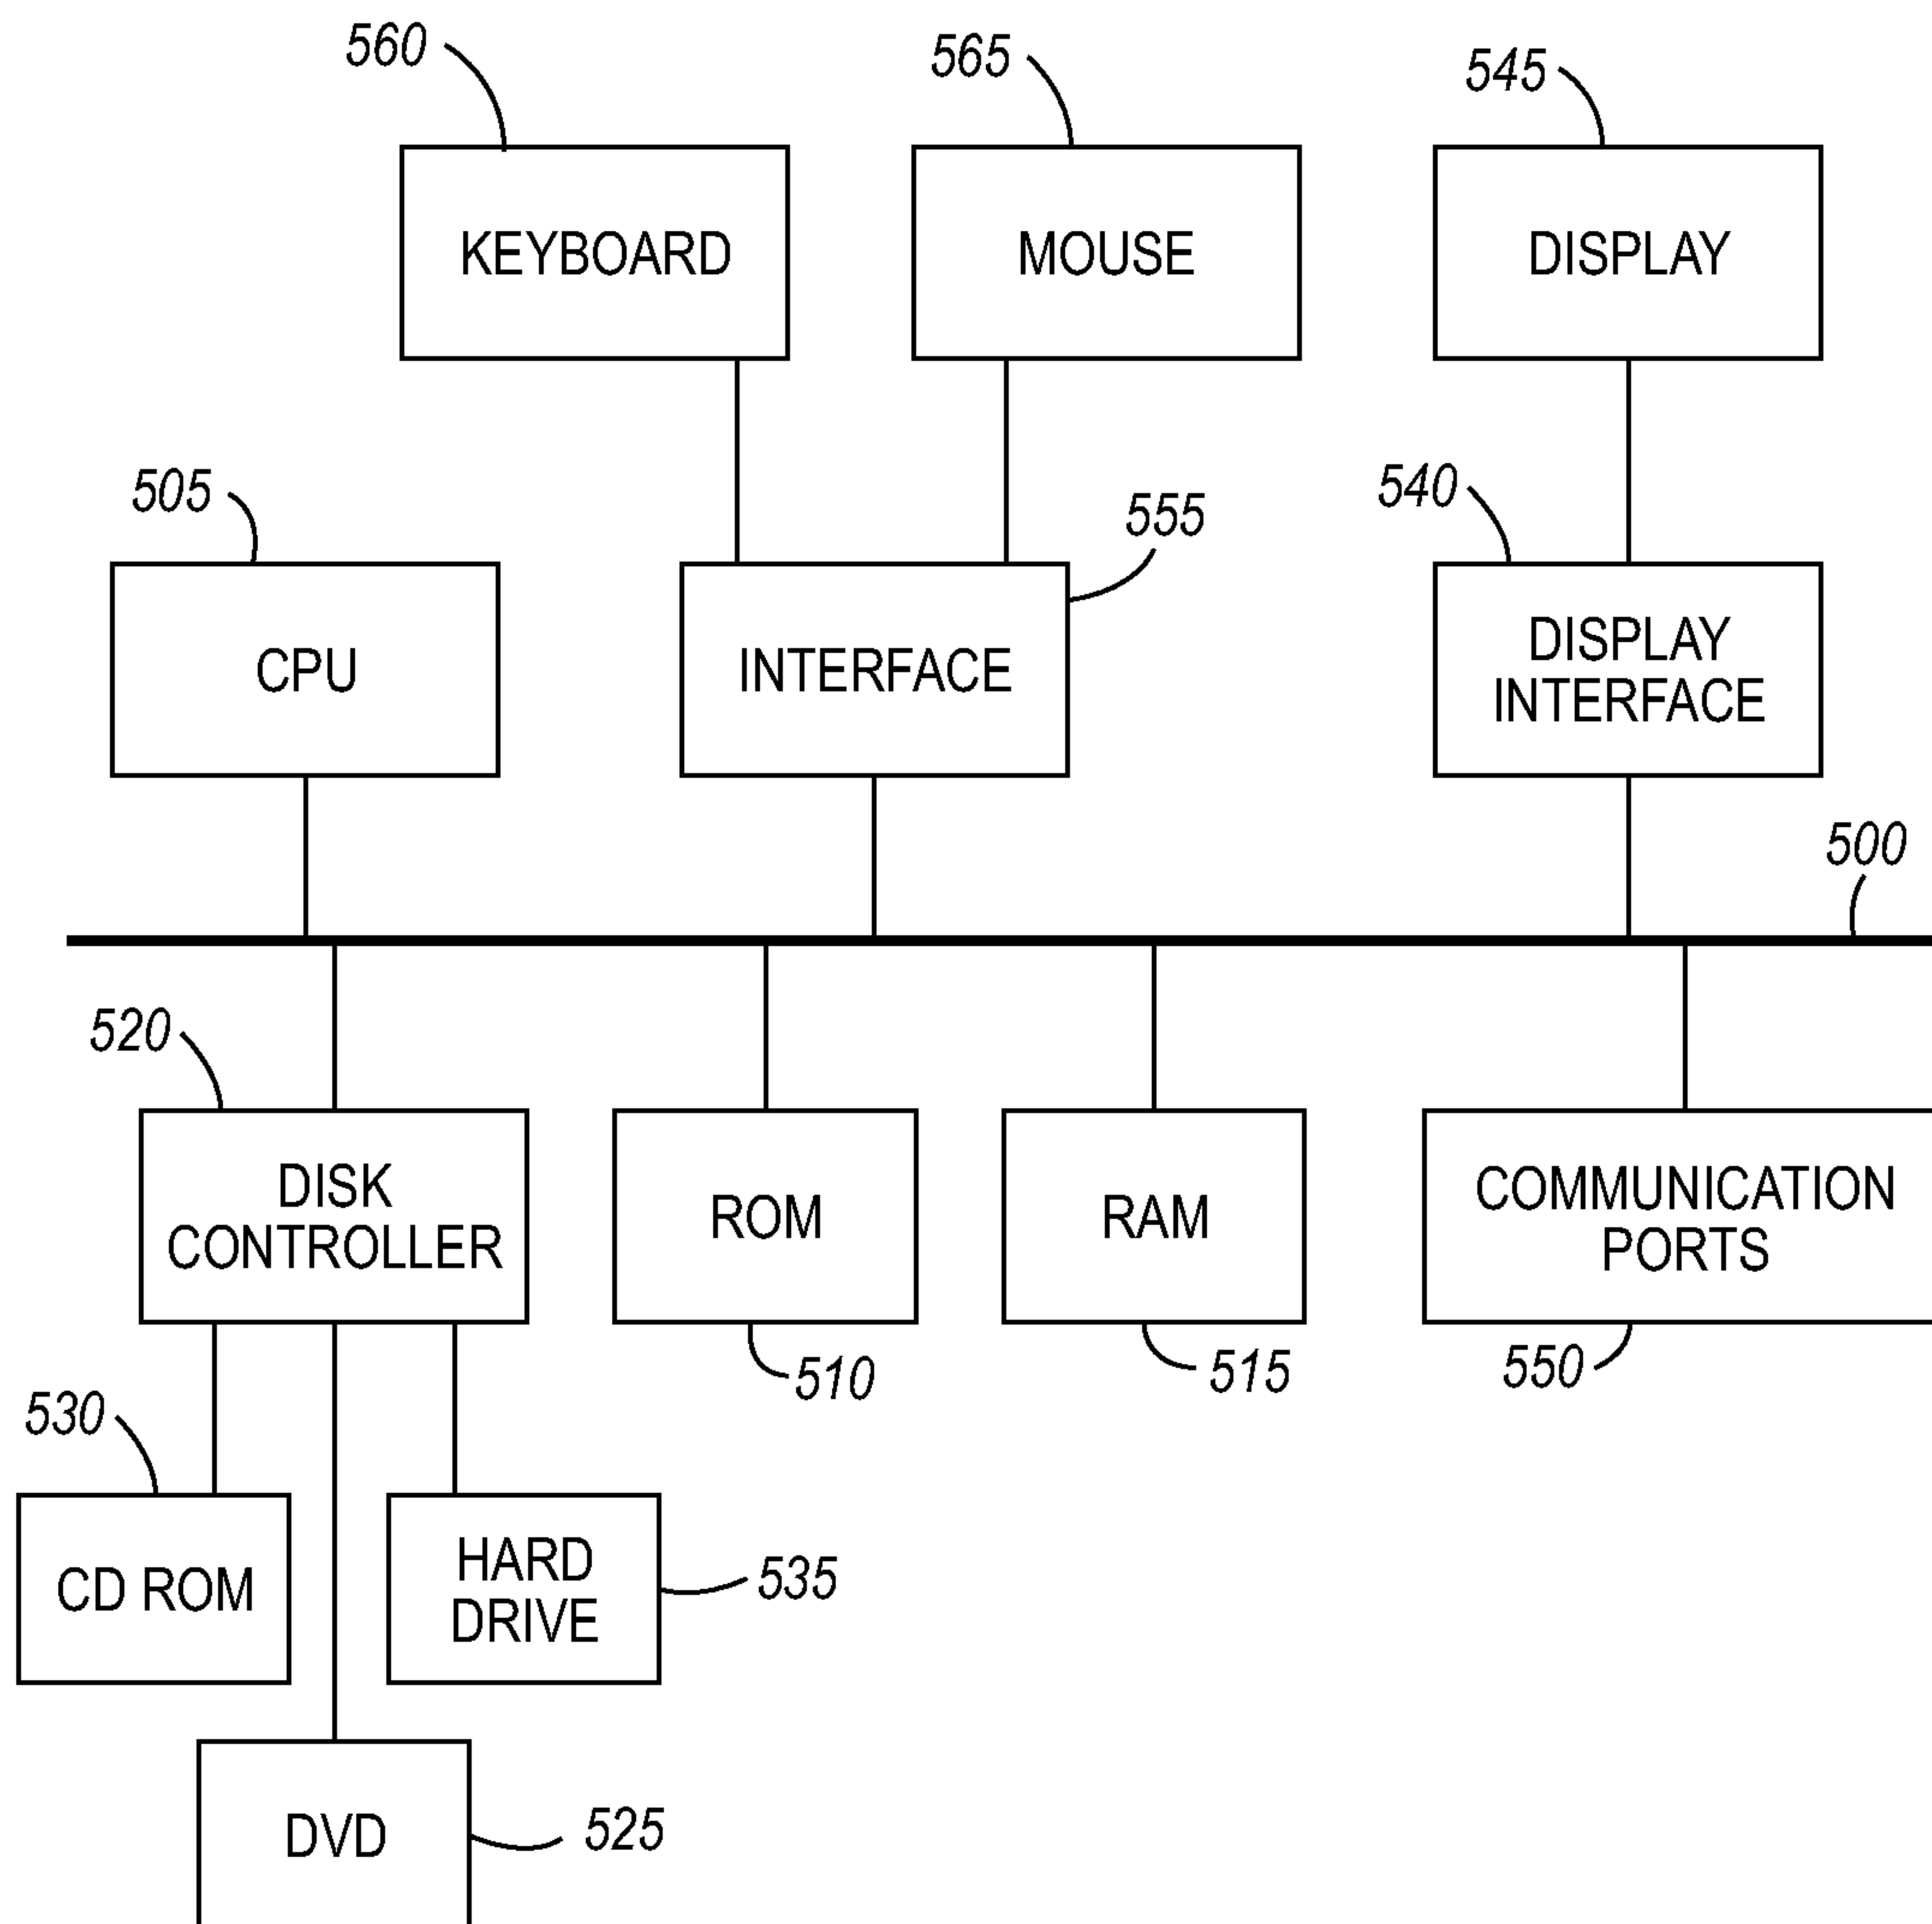 560
565
545
KEYBOARD
MOUSE
DISPLAY
505
555
540
CPU
INTERFACE
DISPLAY
INTERFACE
500
520
DISK
CONTROLLER
ROM
RAM
COMMUNICATION
PORTS
510
515
550
530
CD ROM
HARD
DRIVE
535
DVD
525